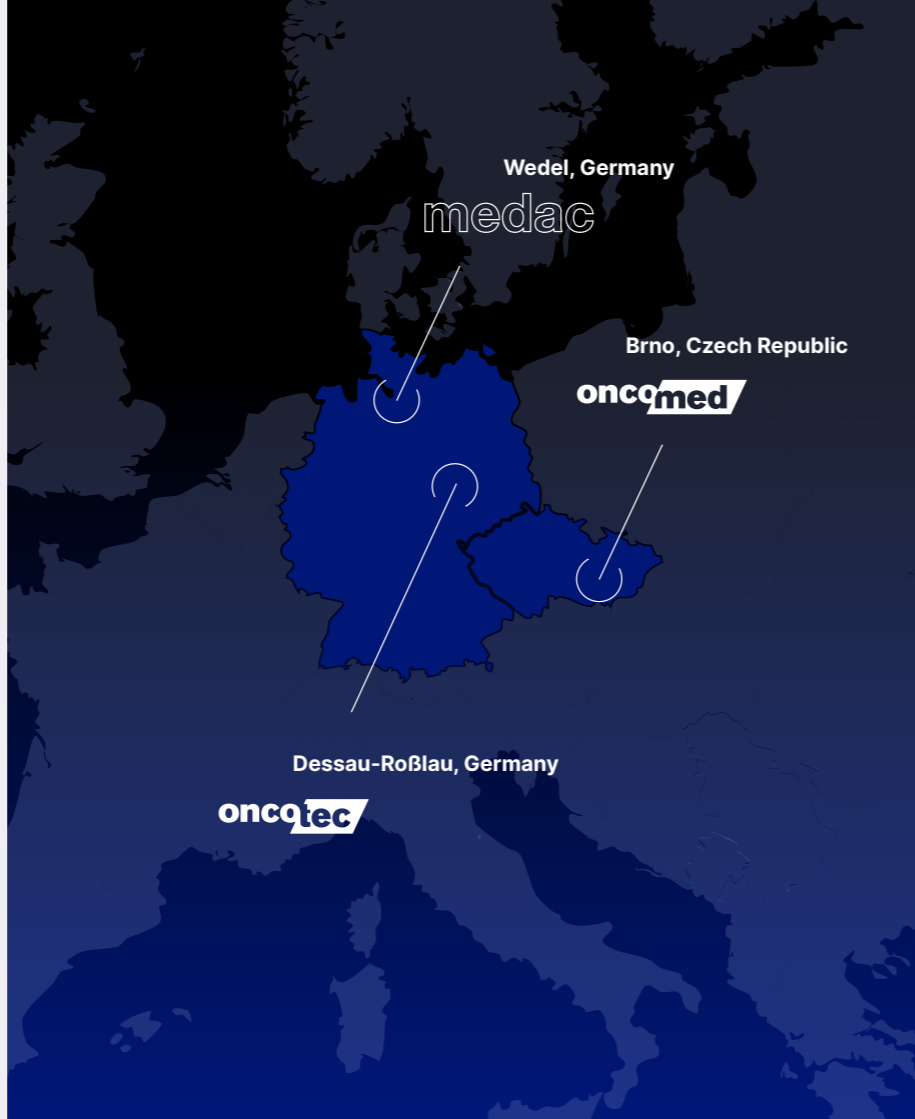 Wedel, Germany
medac
Brno, Czech Republic
oncomed
Dessau-Roßlau, Germany
oncotec